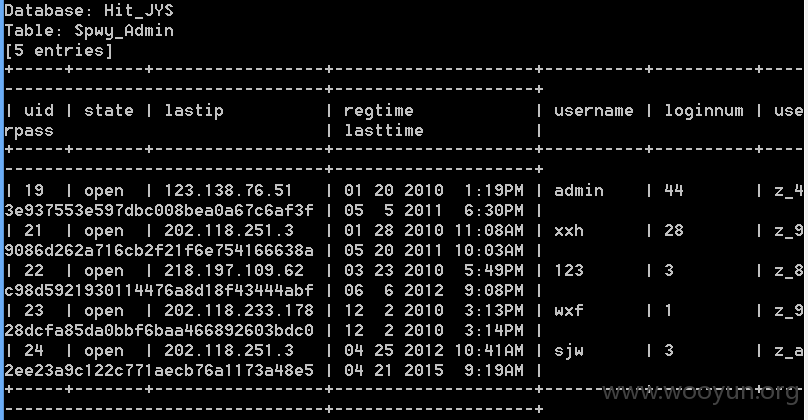 Database: Hit_JYS
Table: Spwy_Admin
[5 entries]
+-----+-------+-----------------+--------------------+----------+----------+----
----------------------------+--------------------+
| uid | state | lastip | regtime | username | loginnum | use
rpass | lasttime |
+-----+-------+-----------------+--------------------+----------+----------+----
----------------------------+--------------------+
| 19 | open | 123.138.76.51 | 01 20 2010 1:19PM | admin | 44 | z_4
3e937553e597dbc008bea0a67c6af3f | 05 5 2011 6:30PM |
| 21 | open | 202.118.251.3 | 01 28 2010 11:08AM | xxh | 28 | z_9
9086d262a716cb2f21f6e754166638a | 05 20 2011 10:03AM |
| 22 | open | 218.197.109.62 | 03 23 2010 5:49PM | 123 | 3 | z_8
c98d5921930114476a8d18f43444abf | 06 6 2012 9:08PM |
| 23 | open | 202.118.233.178 | 12 2 2010 3:13PM | wxf | 1 | z_9
28dcfa85da0bbf6baa466892603bdc0 | 12 2 2010 3:14PM |
| 24 | open | 202.118.251.3 | 04 25 2012 10:41AM | sjw | 3 | z_a
2ee23a9c122c771aecb76a1173a48e5 | 04 21 2015 9:19AM |
+-----+-------+-----------------+--------------------+----------+----------+----
----------------------------+--------------------+
www.wooyun.org